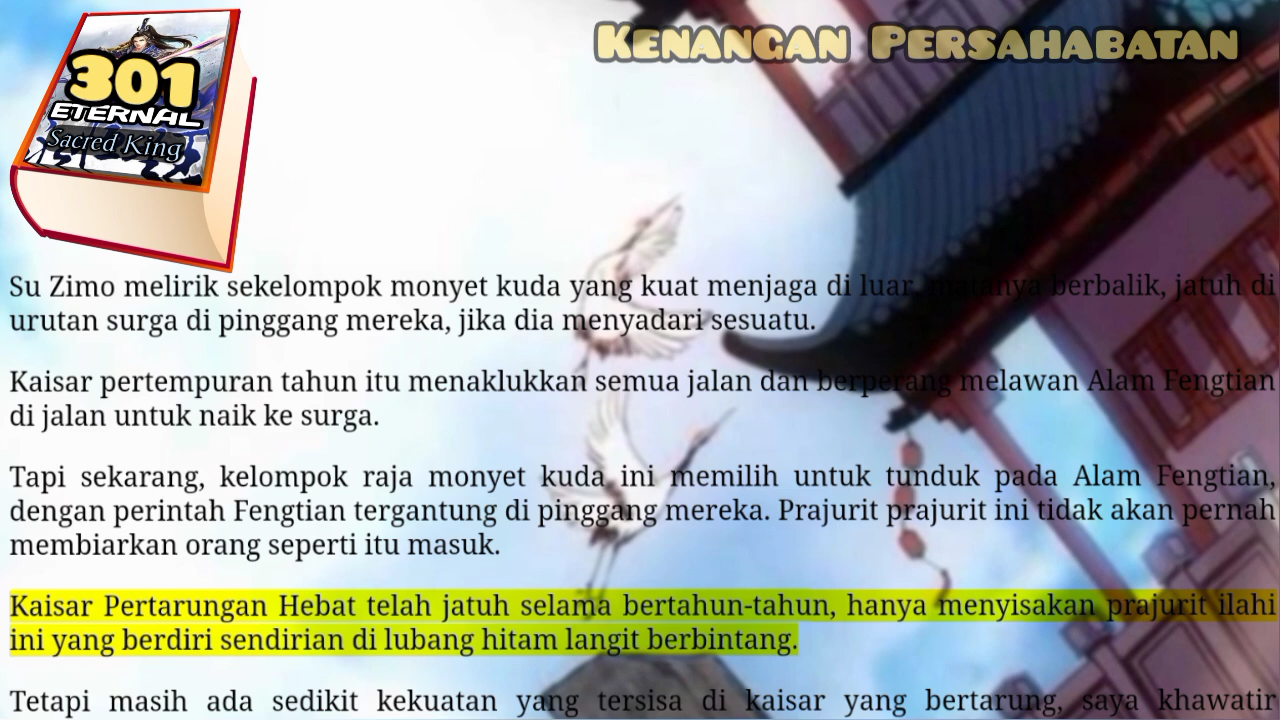 KENANGAN PERSAHABATAN
301
ETERNAL
Sacred King
Su Zimo melirik sekelompok monyet kuda yang kuat menjaga di luar, matanya berbalik, jatuh di
urutan surga di pinggang mereka, jika dia menyadari sesuatu.
Kaisar pertempuran tahun itu menaklukkan semua jalan dan berperang melawan Alam Fengtian
di jalan untuk naik ke surga.
Tapi sekarang, kelompok raja monyet kuda ini memilih untuk tunduk pada Alam Fengtian,
dengan perintah Fengtian tergantung di pinggang mereka. Prajurit prajurit ini tidak akan pernah
membiarkan orang seperti itu masuk.
Kaisar Pertarungan Hebat telah jatuh selama bertahun-tahun, hanya menyisakan prajurit ilahi
ini yang berdiri sendirian di lubang hitam langit berbintang.
Tetapi masih ada sedikit kekuatan yang tersisa di kaisar yang bertarung, saya khawatir